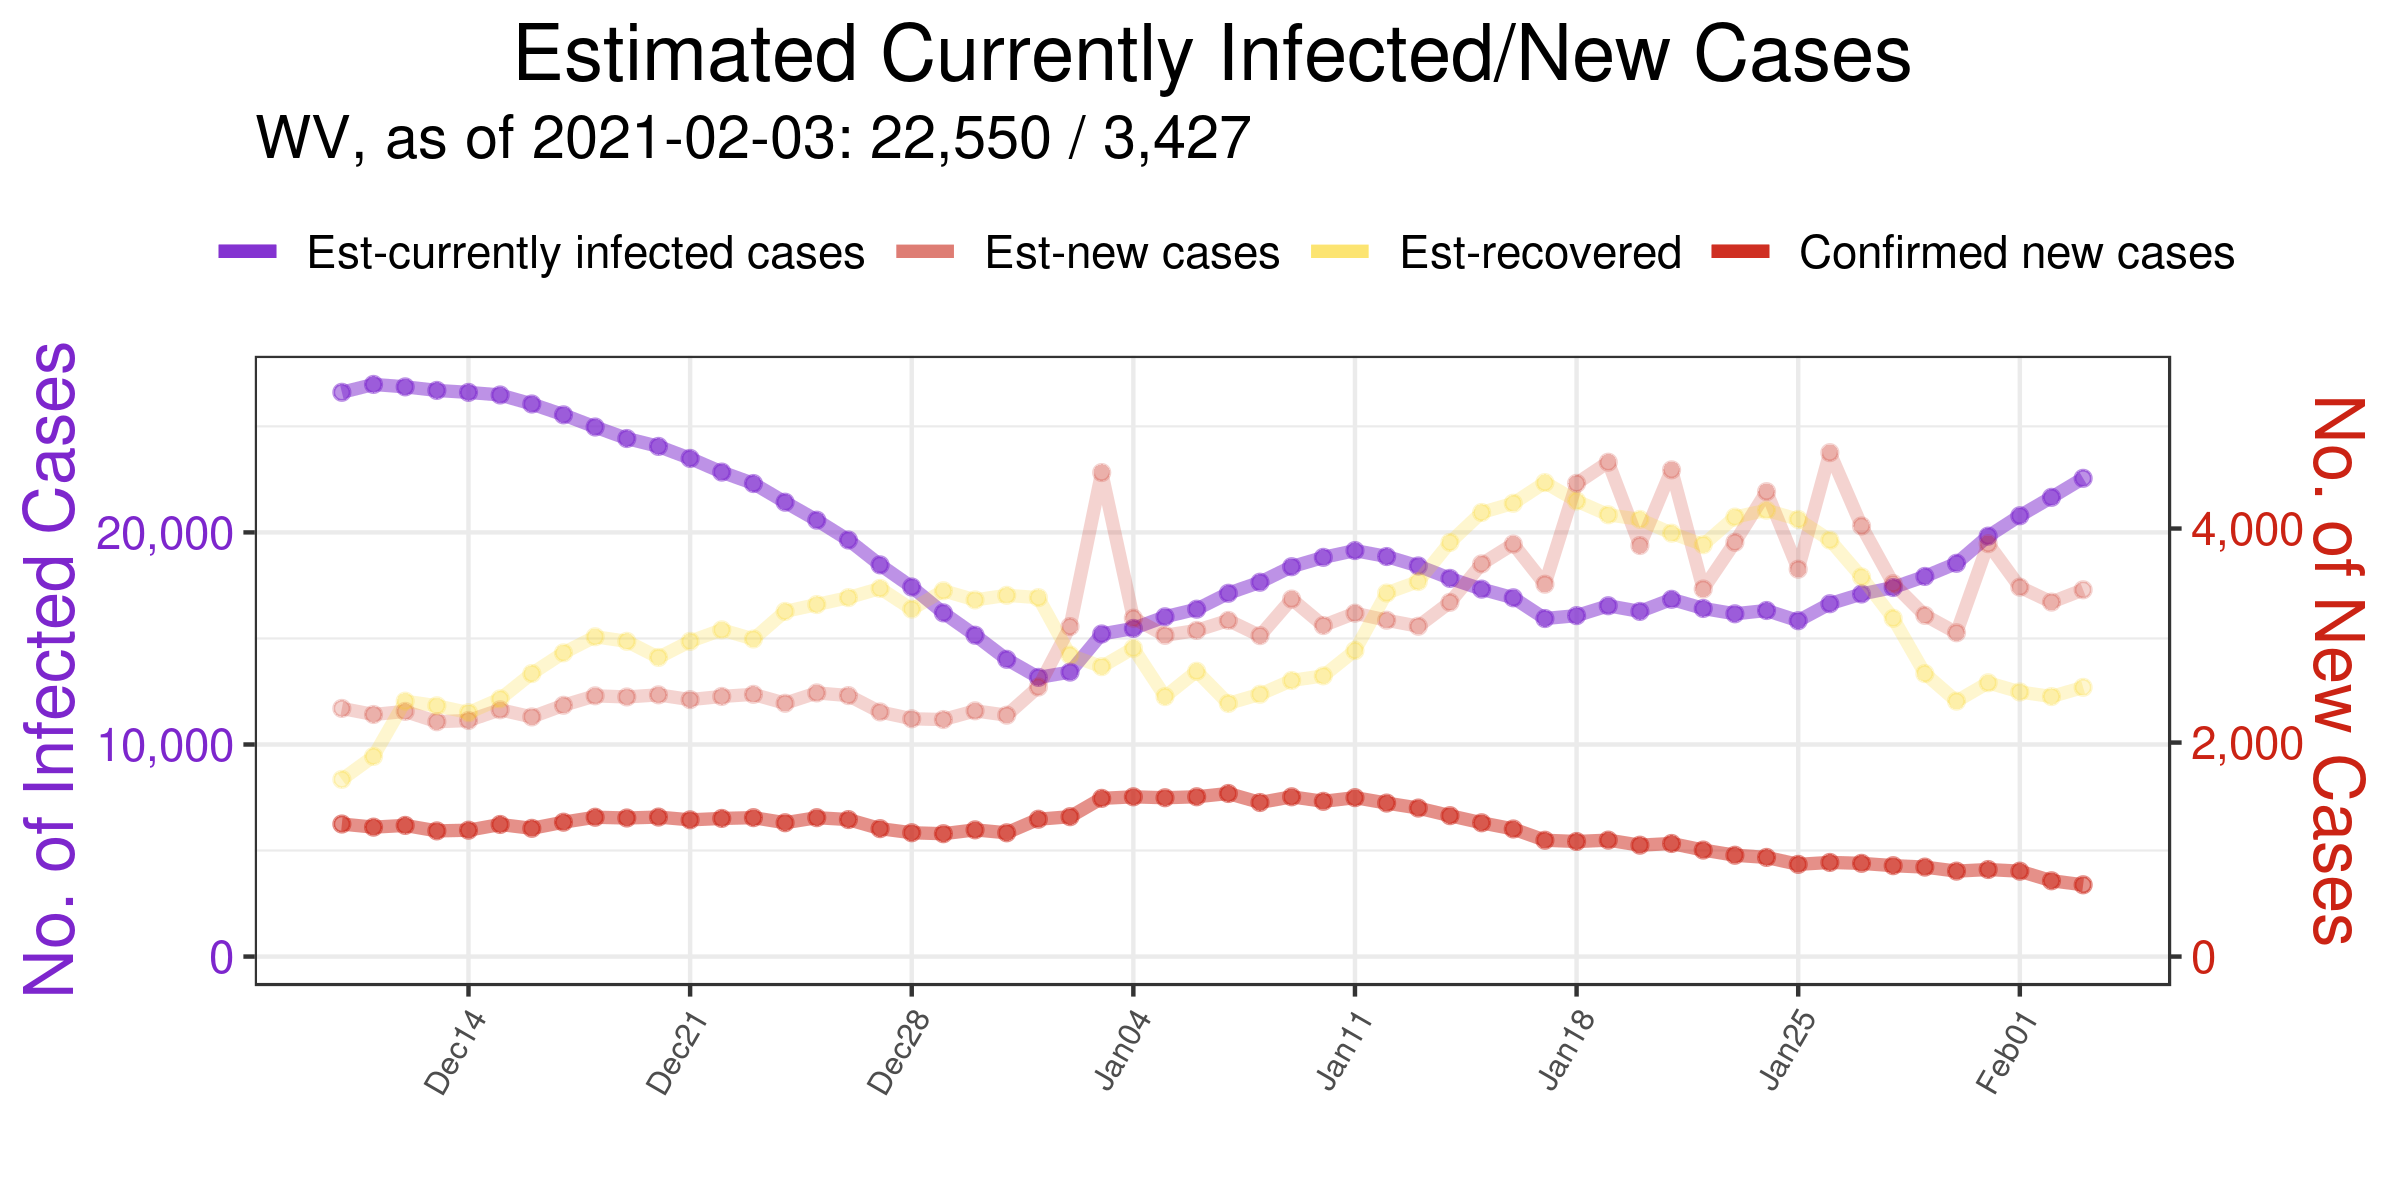 Estimated Currently Infected/New Cases
WV, as of 2021-02-03: 22,550 / 3,427
Est-currently infected cases Est-new cases Est-recovered Confirmed new cases
No. of Infected Cases
20,000
10,000
0
4,000
2,000
0
No. of New Cases
Dec14 Dec21 Dec28 Jan04 Jan11 Jan18 Jan25 Feb01